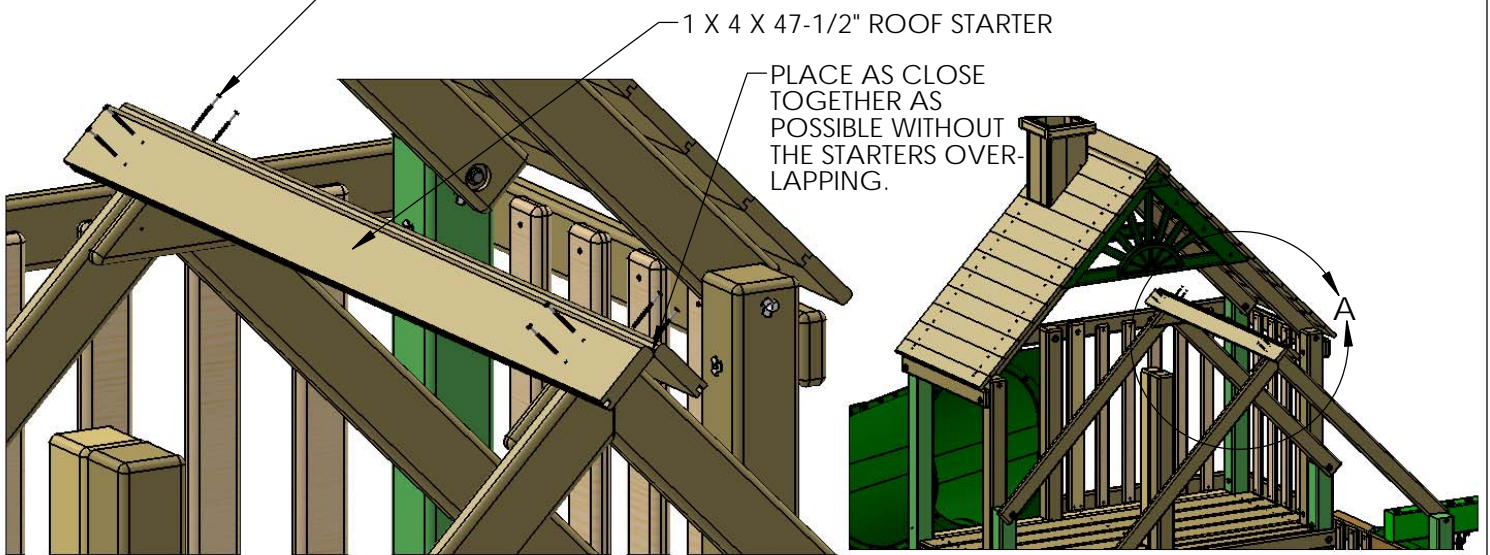 1 X 4 X 47-1/2" ROOF STARTER
PLACE AS CLOSE
TOGETHER AS
POSSIBLE WITHOUT
THE STARTERS OVER-
LAPPING.
A